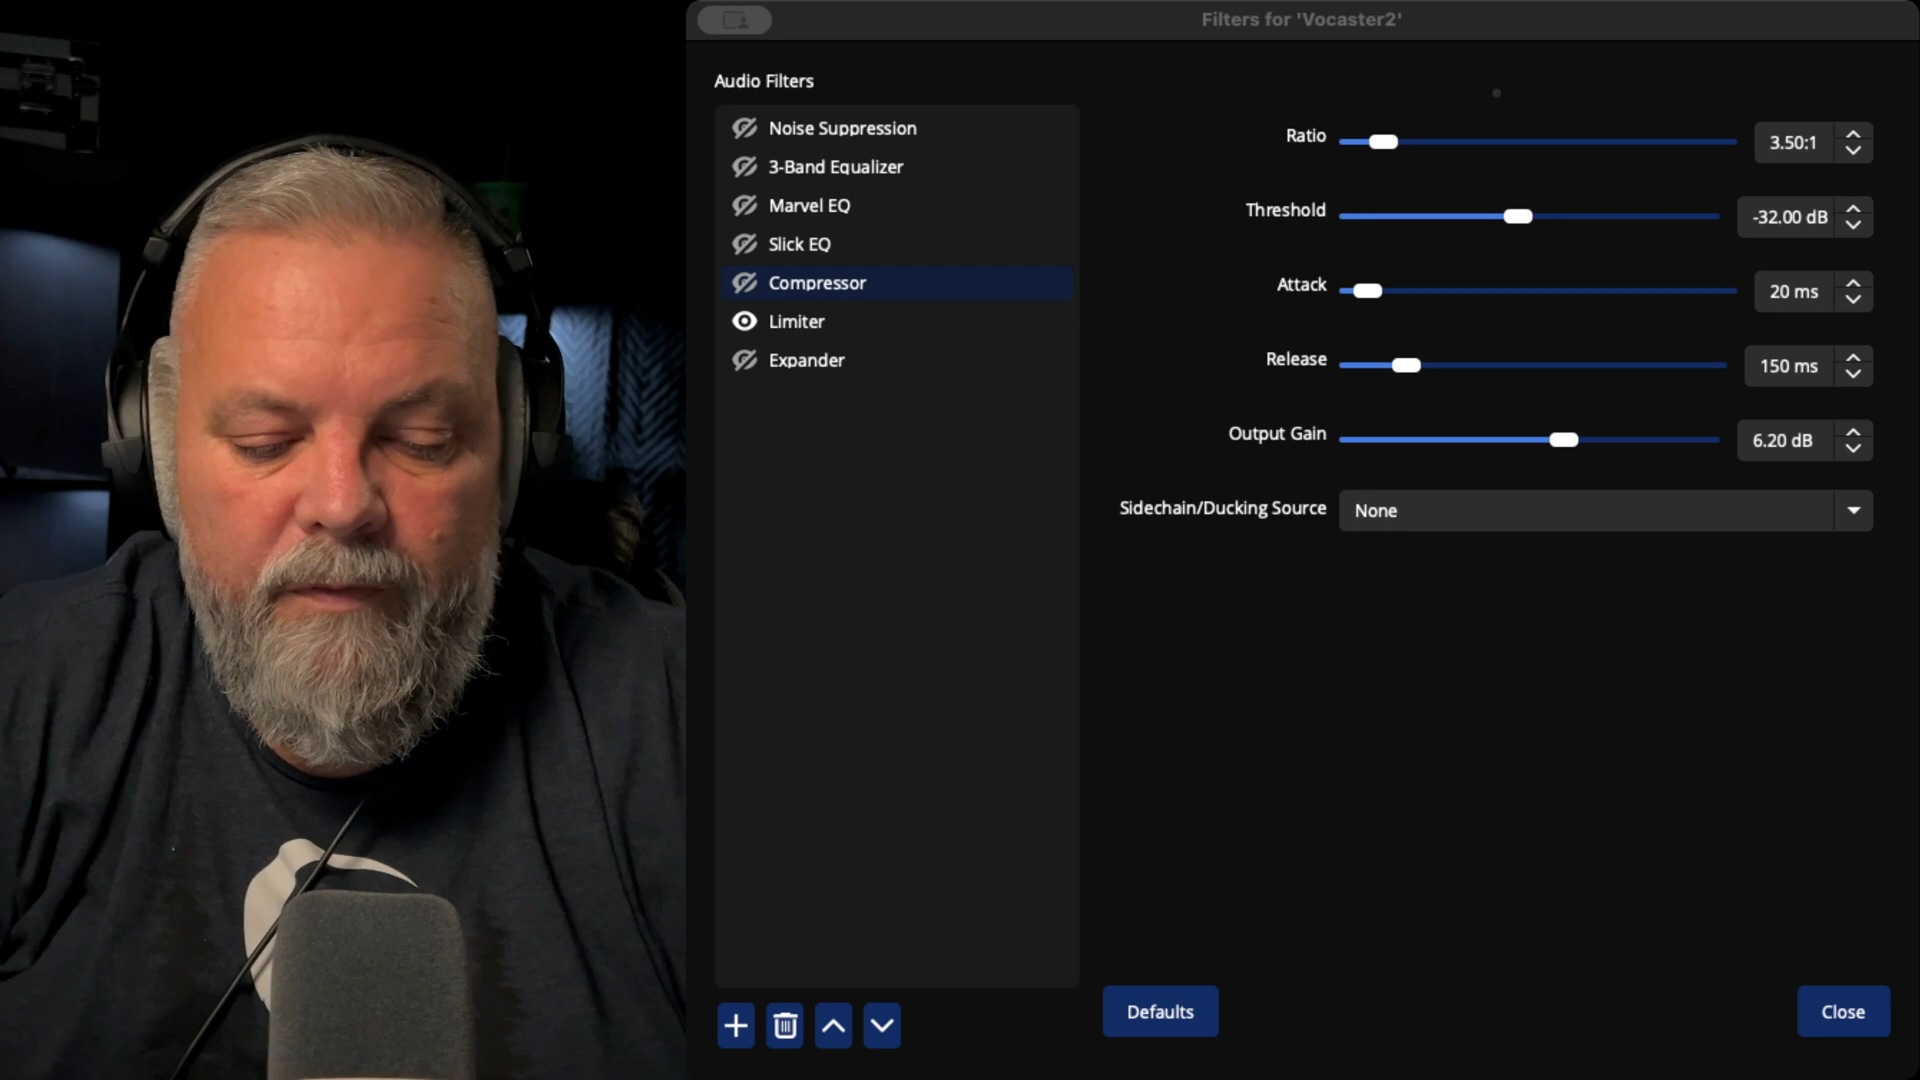 Filters for 'Vocaster2'
Audio Filters
Noise Suppression
3-Band Equalizer
Marvel EQ
Slick EQ
Compressor
Limiter
Expander
Ratio
3.50:1
Threshold
-32.00 dB
Attack
20 ms
Release
150 ms
Output Gain
6.20 dB
Sidechain/Ducking Source
None
Defaults
Close